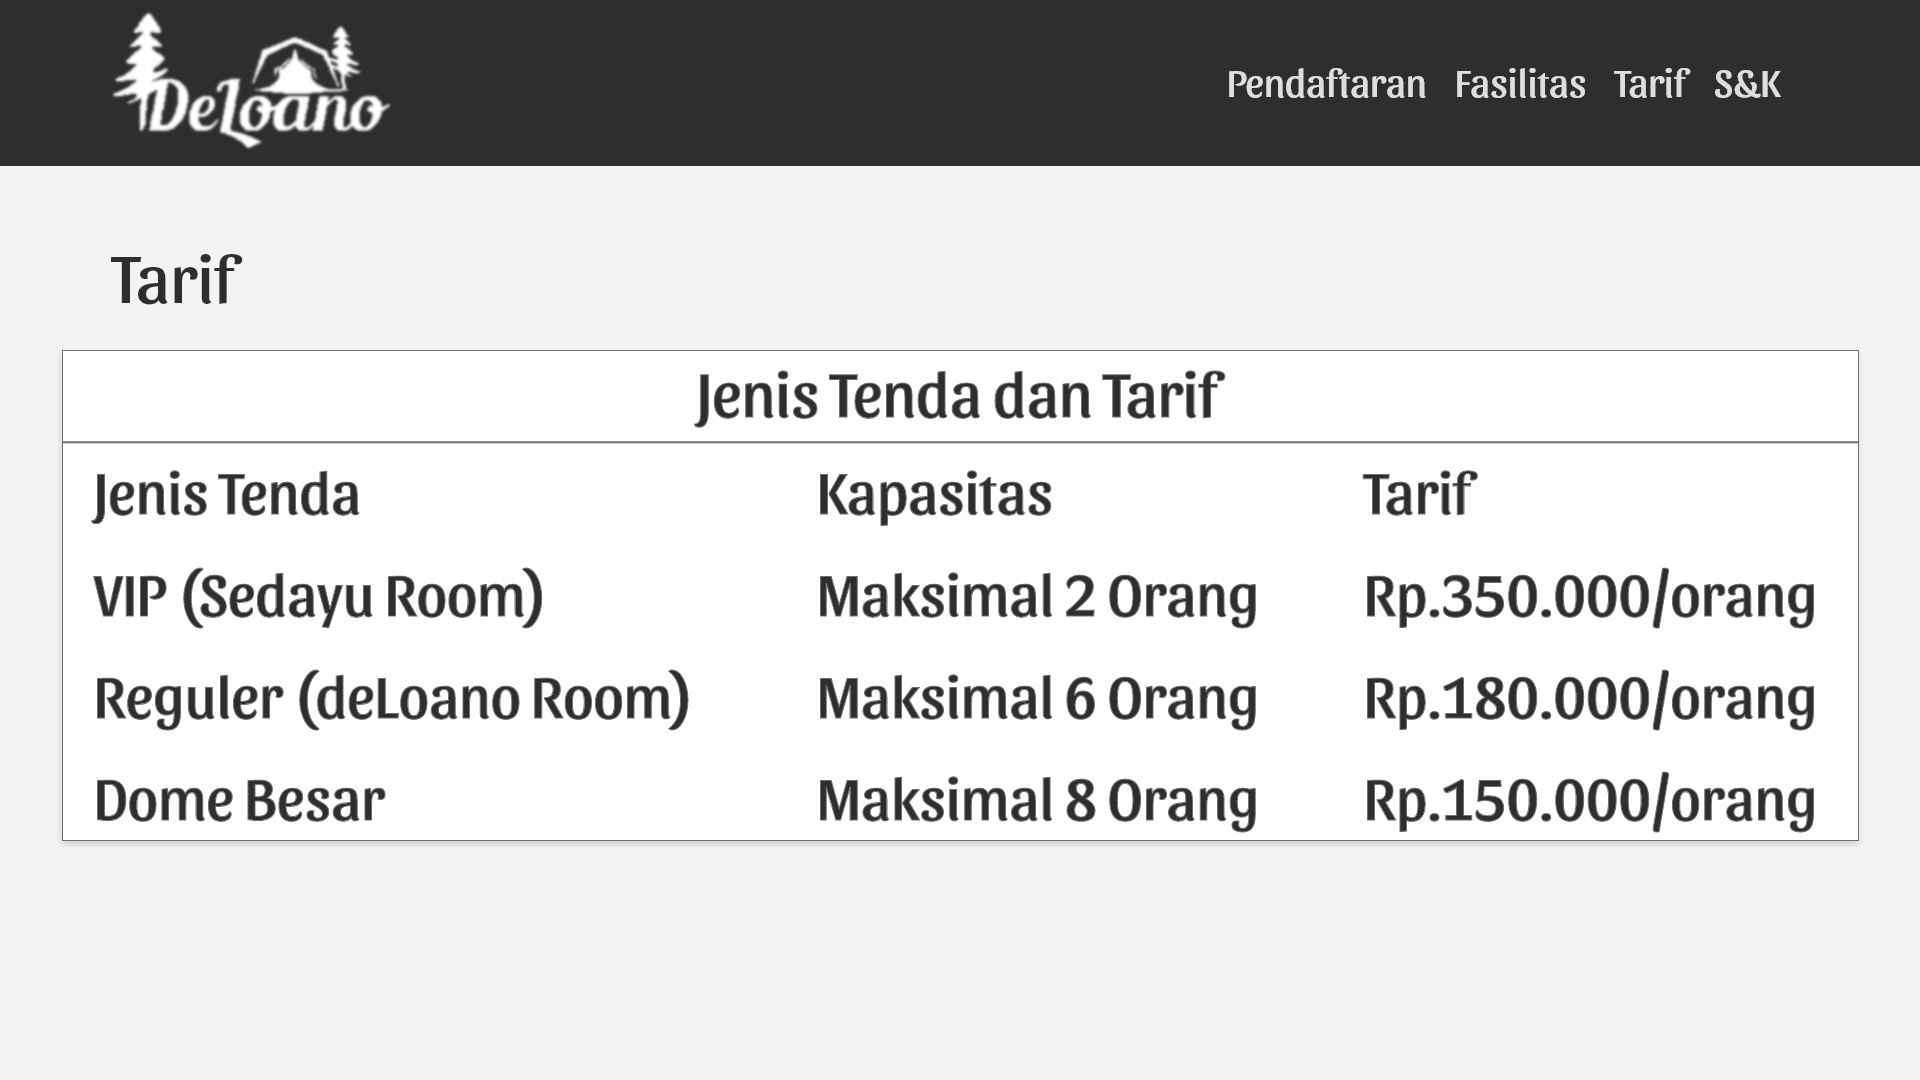 DeLoano
Pendaftaran Fasilitas Tarif S&K
Tarif
Jenis Tenda dan Tarif
Jenis Tenda Kapasitas Tarif
VIP (Sedayu Room) Maksimal 2 Orang Rp.350.000/orang
Reguler (deLoano Room) Maksimal 6 Orang Rp.180.000/orang
Dome Besar Maksimal 8 Orang Rp.150.000/orang